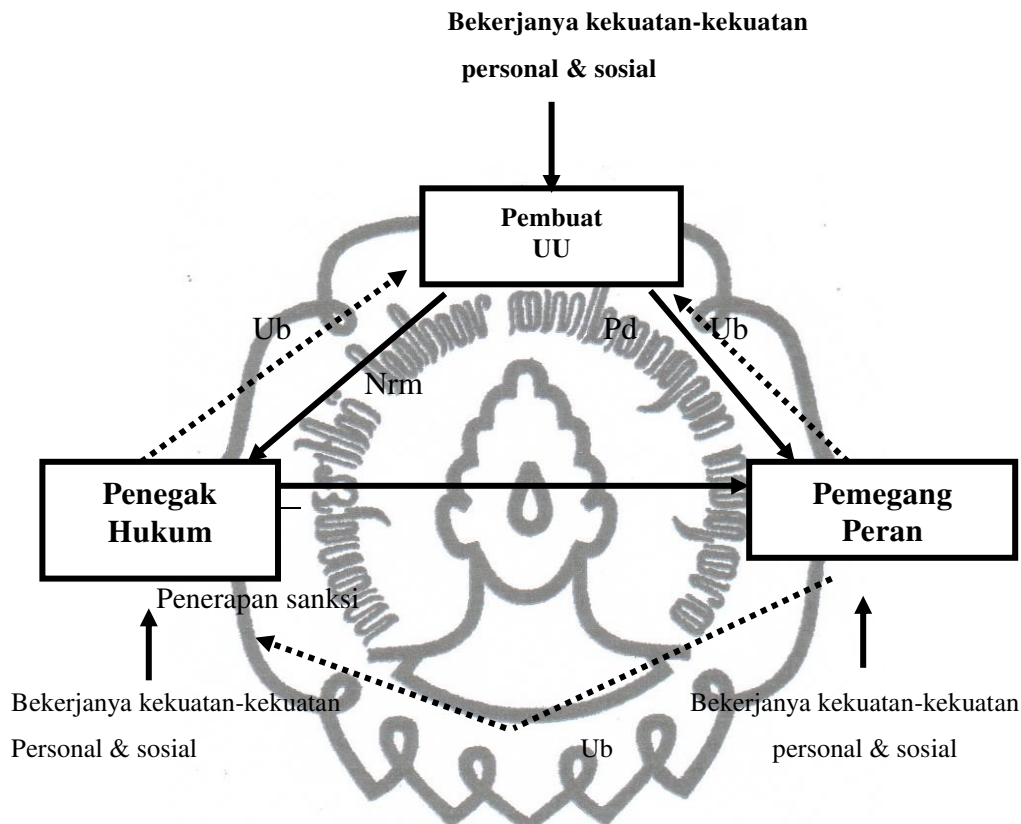 Bekerjanya kekuatan-kekuatan
personal & sosial
Pembuat
UU
Ub
Pd
Ub
Nrm
Penegak
Hukum
Pemegang
Peran
Penerapan sanksi
Bekerjanya kekuatan-kekuatan
Personal & sosial
Bekerjanya kekuatan-kekuatan
personal & sosial
Ub